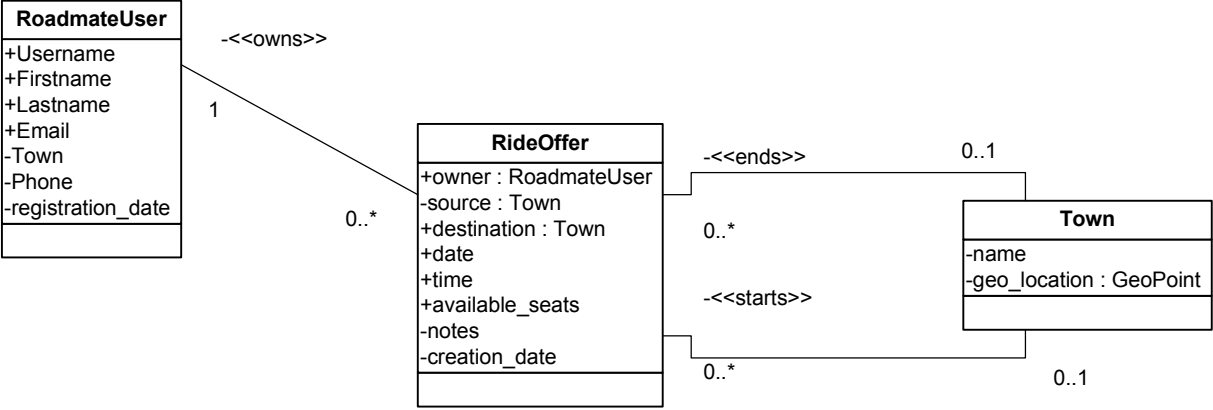 RoadmateUser
+Username
+Firstname
+Lastname
+Email
-Town
-Phone
-registration_date
-<<owns>>
1
0..*
RideOffer
+owner : RoadmateUser
-source : Town
+destination : Town
+date
+time
+available_seats
-notes
-creation_date
-<<ends>>
0..1
0..*
-<<starts>>
0..*
0..1
Town
-name
-geo_location : GeoPoint